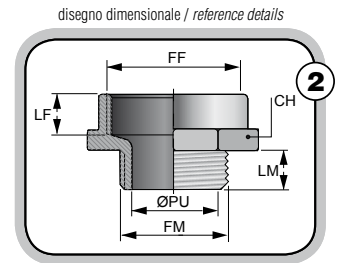 disegno dimensionale / reference details
2
FF
CH
LF
LM
ØPU
FM